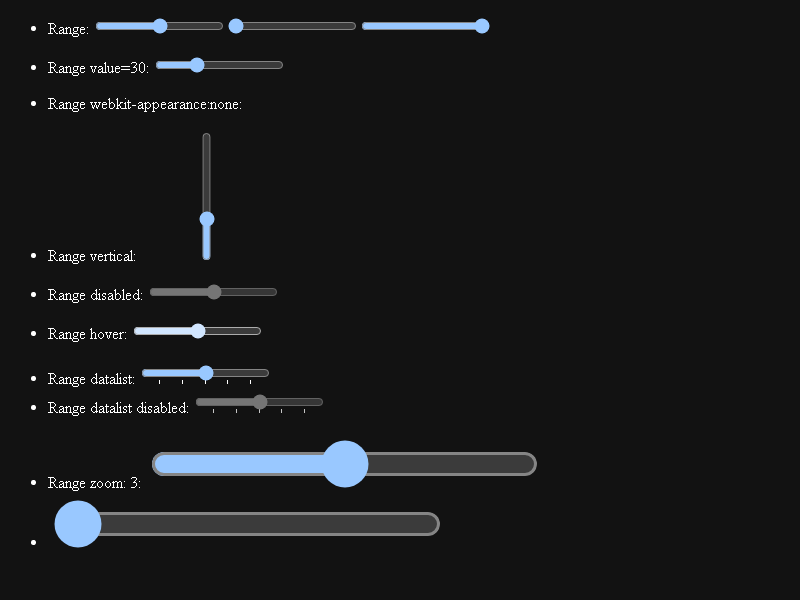 Range:
Range value=30:
Range webkit-appearance:none:
Range vertical:
Range disabled:
Range hover:
Range datalist:
Range datalist disabled:
Range zoom: 3: